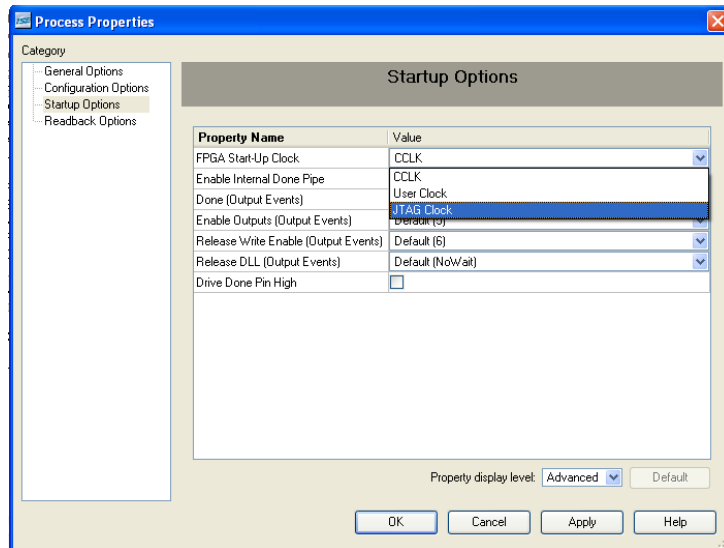 Process Properties
Category
General Options
Configuration Options
Startup Options
Readback Options
Startup Options
Property Name Value
FPGA Start-Up Clock CCLK
Enable Internal Done Pipe CCLK
User Clock
Done (Output Events) JTAG Clock
Enable Outputs (Output Events) Default (5)
Release Write Enable (Output Events) Default (6)
Release DLL (Output Events) Default (NoWait)
Drive Done Pin High
Property display level: Advanced Default
OK Cancel Apply Help